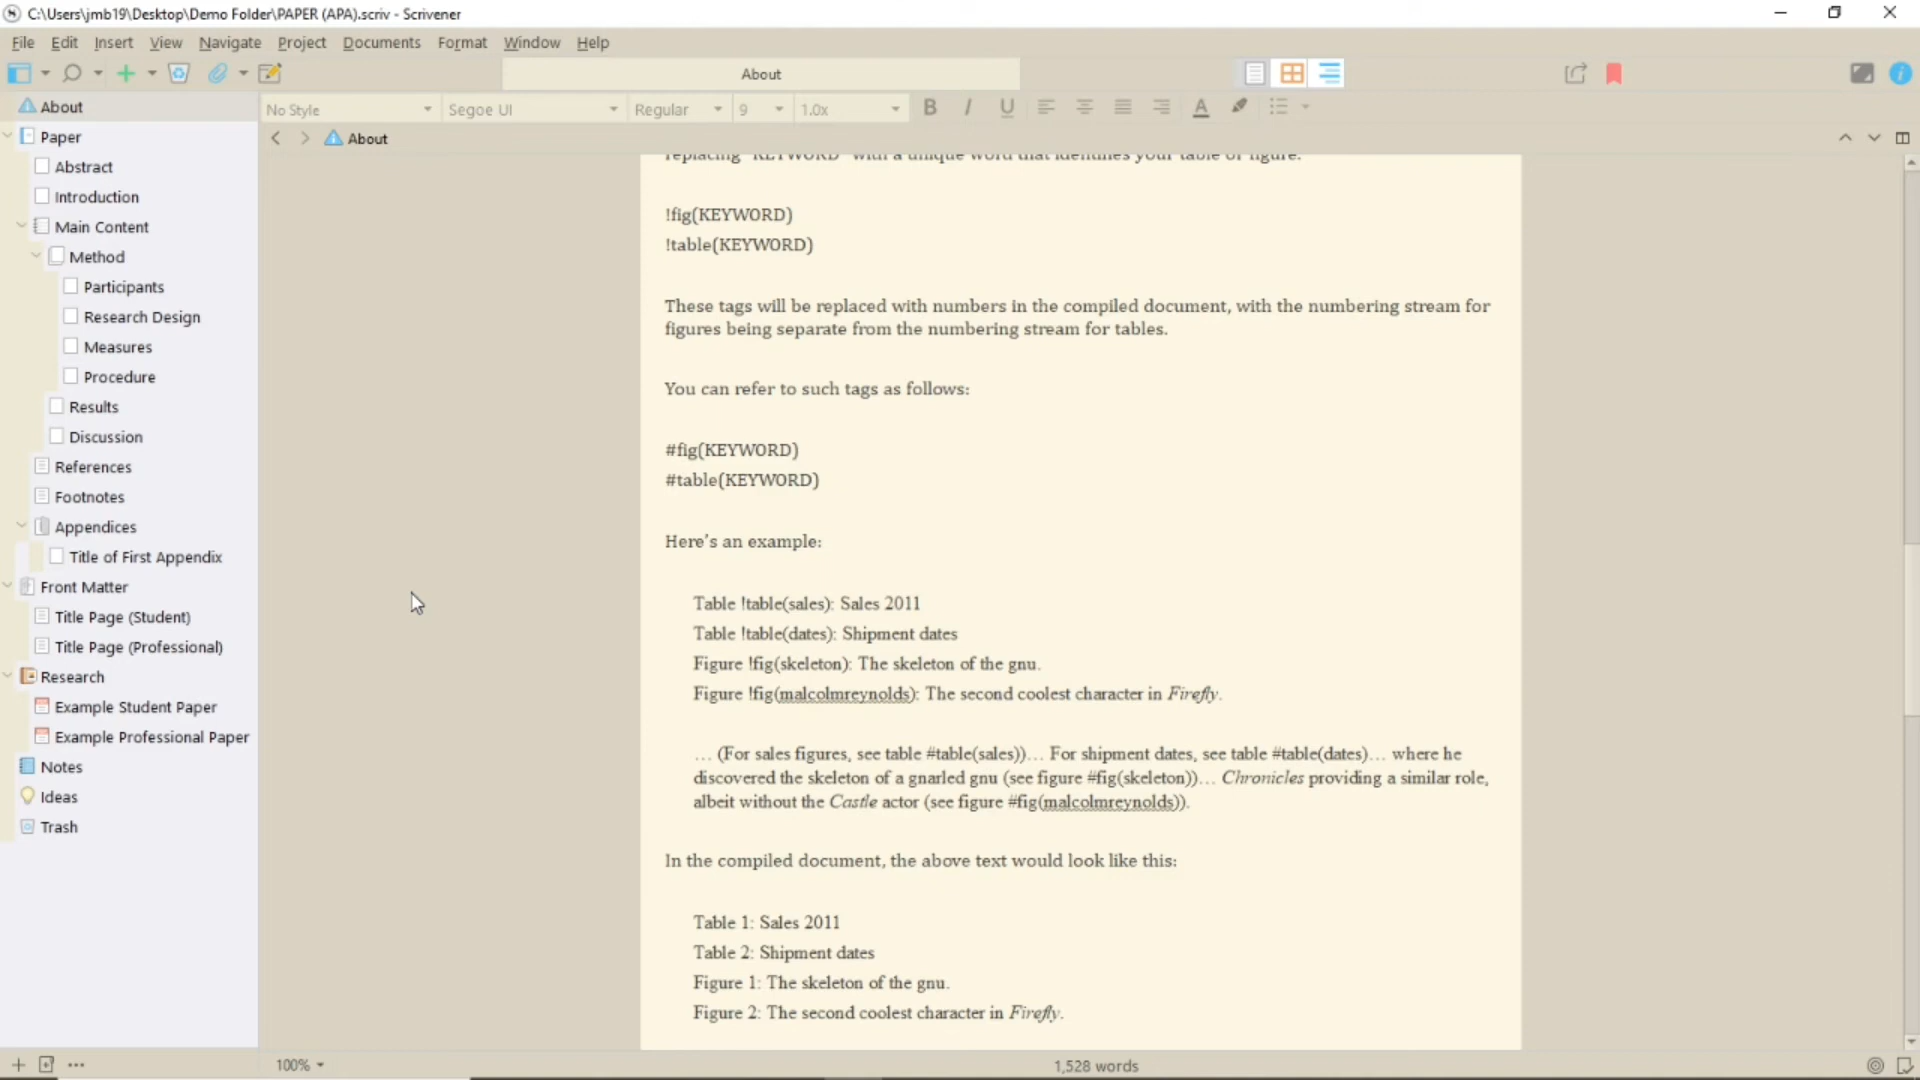 C:\Users\jmb19\Desktop\Demo Folder\PAPER (APA).scriv - Scrivener
File Edit Insert View Navigate Project Documents Format Window Help
About
About
No Style Segoe UI Regular 9 1.0x B I U A
Paper
About
Abstract
Introduction
Main Content
Method
Participants
Research Design
Measures
Procedure
Results
Discussion
References
Footnotes
Appendices
Title of First Appendix
Front Matter
Title Page (Student)
Title Page (Professional)
Research
Example Student Paper
Example Professional Paper
Notes
Ideas
Trash
replacing "KEYWORD" with a unique word that identifies your table or figure.
!fig(KEYWORD)
!table(KEYWORD)
These tags will be replaced with numbers in the compiled document, with the numbering stream for
figures being separate from the numbering stream for tables.
You can refer to such tags as follows:
#fig(KEYWORD)
#table(KEYWORD)
Here's an example:
Table !table(sales): Sales 2011
Table !table(dates): Shipment dates
Figure !fig(skeleton): The skeleton of the gnu.
Figure !fig(malcolmreynolds): The second coolest character in Firefly.
… (For sales figures, see table #table(sales))… For shipment dates, see table #table(dates)… where he
discovered the skeleton of a gnarled gnu (see figure #fig(skeleton))… Chronicles providing a similar role,
albeit without the Castle actor (see figure #fig(malcolmreynolds)).
In the compiled document, the above text would look like this:
Table 1: Sales 2011
Table 2: Shipment dates
Figure 1: The skeleton of the gnu.
Figure 2: The second coolest character in Firefly.
100% 1,528 words